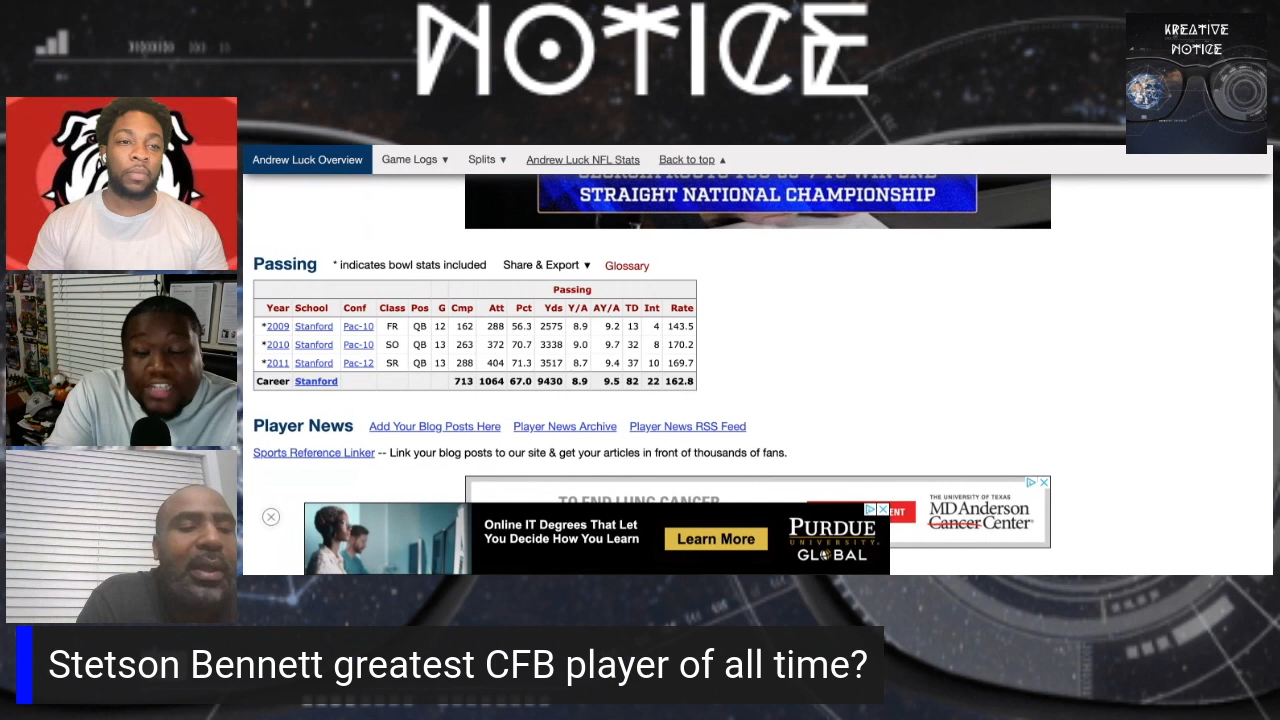 NOTICE
KREATIVE
NOTICE
Andrew Luck Overview Game Logs ▼ Splits ▼ Andrew Luck NFL Stats Back to top ▲
STRAIGHT NATIONAL CHAMPIONSHIP
Passing * indicates bowl stats included Share & Export ▼ Glossary
Passing
Year School Conf Class Pos G Cmp Att Pct Yds Y/A AY/A TD Int Rate
*2009 Stanford Pac-10 FR QB 12 162 288 56.3 2575 8.9 9.2 13 4 143.5
*2010 Stanford Pac-10 SO QB 13 263 372 70.7 3338 9.0 9.7 32 8 170.2
*2011 Stanford Pac-12 SR QB 13 288 404 71.3 3517 8.7 9.4 37 10 169.7
Career Stanford 713 1064 67.0 9430 8.9 9.5 82 22 162.8
Player News Add Your Blog Posts Here Player News Archive Player News RSS Feed
Sports Reference Linker -- Link your blog posts to our site & get your articles in front of thousands of fans.
TO END LUNG CANCER
THE UNIVERSITY OF TEXAS
MD Anderson
Cancer Center®
Online IT Degrees That Let
You Decide How You Learn
Learn More
PURDUE
UNIVERSITY
GLOBAL
Stetson Bennett greatest CFB player of all time?